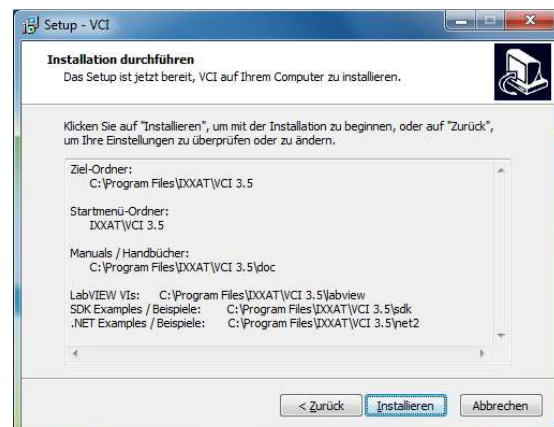 Setup - VCI
Installation durchführen
Das Setup ist jetzt bereit, VCI auf Ihrem Computer zu installieren.
Klicken Sie auf "Installieren", um mit der Installation zu beginnen, oder auf "Zurück",
um Ihre Einstellungen zu überprüfen oder zu ändern.
Ziel-Ordner:
C:\Program Files\IXXAT\VCI 3.5
Startmenü-Ordner:
IXXAT\VCI 3.5
Manuals / Handbücher:
C:\Program Files\IXXAT\VCI 3.5\doc
LabVIEW VIs: C:\Program Files\IXXAT\VCI 3.5\labview
SDK Examples / Beispiele: C:\Program Files\IXXAT\VCI 3.5\sdk
.NET Examples / Beispiele: C:\Program Files\IXXAT\VCI 3.5\net2
< Zurück Installieren Abbrechen